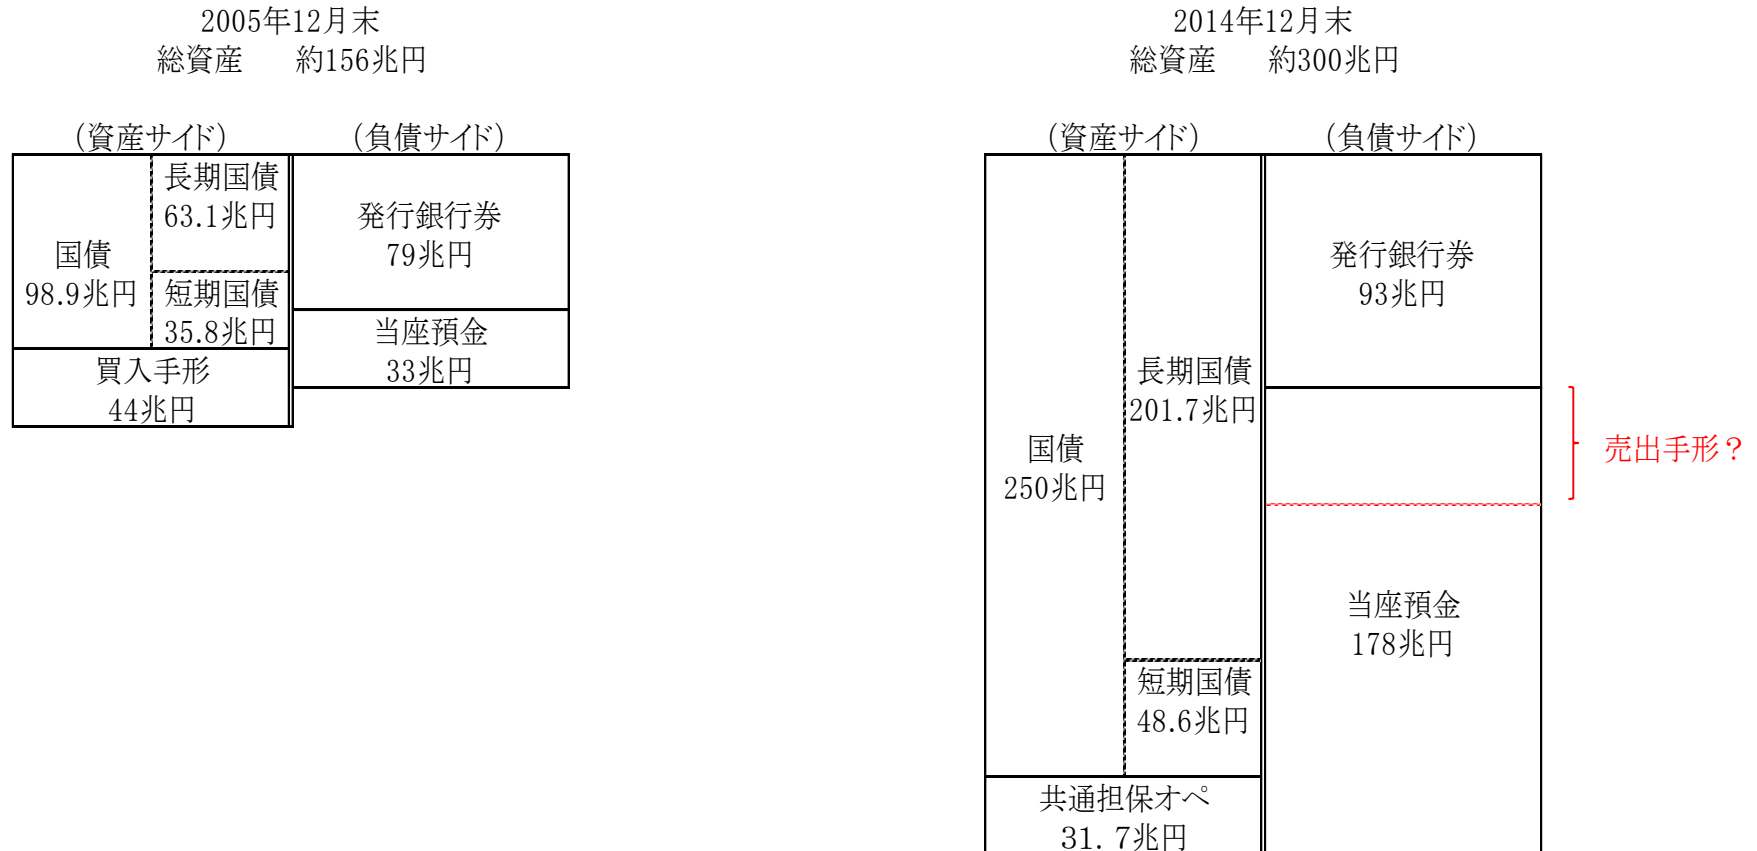 2005年12月末
総資産 約156兆円
(資産サイド) (負債サイド)
長期国債
63.1兆円
国債
98.9兆円
短期国債
35.8兆円
買入手形
44兆円
発行銀行券
79兆円
当座預金
33兆円
2014年12月末
総資産 約300兆円
(資産サイド) (負債サイド)
国債
250兆円
長期国債
201.7兆円
短期国債
48.6兆円
共通担保オペ
31.7兆円
発行銀行券
93兆円
売出手形?
当座預金
178兆円